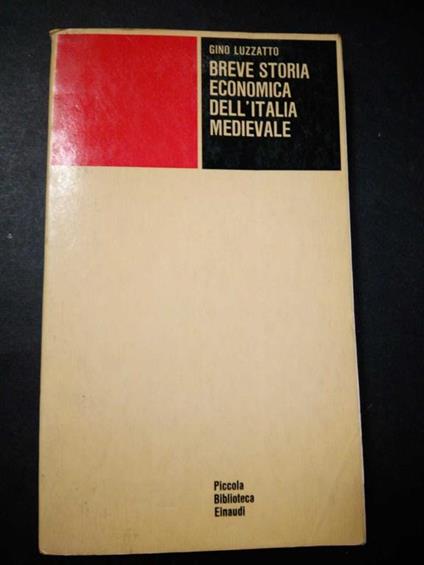 GINO LUZZATTO
BREVE STORIA
ECONOMICA
DELL'ITALIA
MEDIEVALE
Piccola
Biblioteca
Einaudi